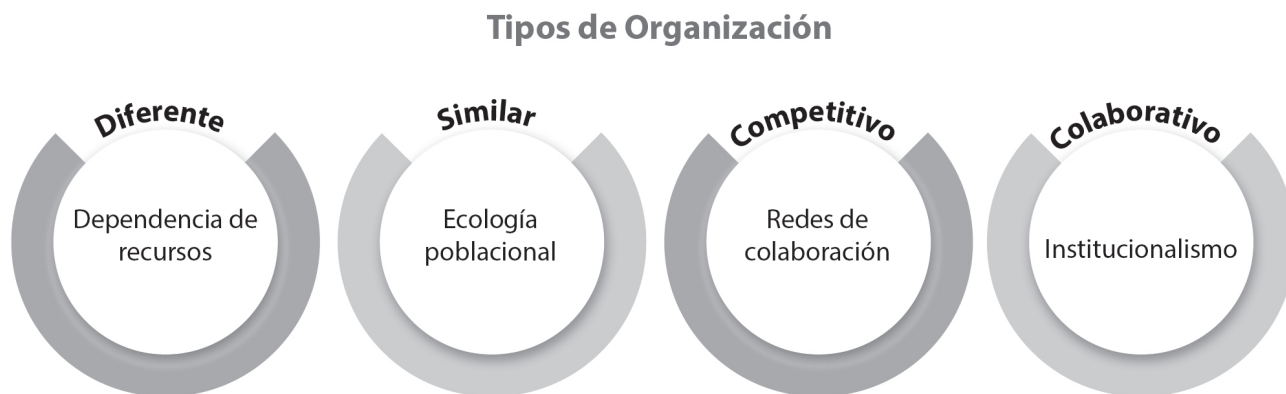 Tipos de Organización
Diferente
Dependencia de
recursos
Similar
Ecología
poblacional
Competitivo
Redes de
colaboración
Colaborativo
Institucionalismo